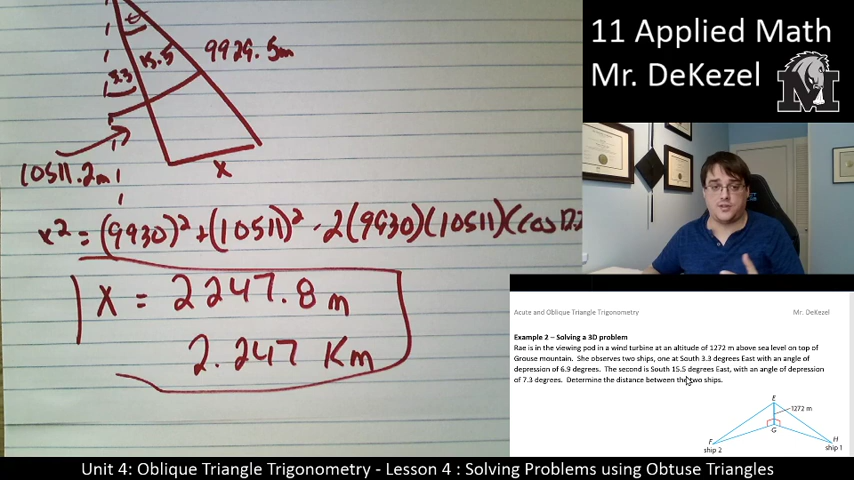 11 Applied Math
Mr. DeKezel
θ
15.5
9929.5m
3.3
10511.2m
x
x² = (9930)² + (10511)² - 2(9930)(10511)(cos 12.2
X = 2247.8 m
2.247 Km
Acute and Oblique Triangle Trigonometry
Mr. DeKezel
Example 2 – Solving a 3D problem
Rae is in the viewing pod in a wind turbine at an altitude of 1272 m above sea level on top of
Grouse mountain. She observes two ships, one at South 3.3 degrees East with an angle of
depression of 6.9 degrees. The second is South 15.5 degrees East, with an angle of depression
of 7.3 degrees. Determine the distance between the two ships.
E
1272 m
F
G
H
ship 2
ship 1
Unit 4: Oblique Triangle Trigonometry - Lesson 4 : Solving Problems using Obtuse Triangles